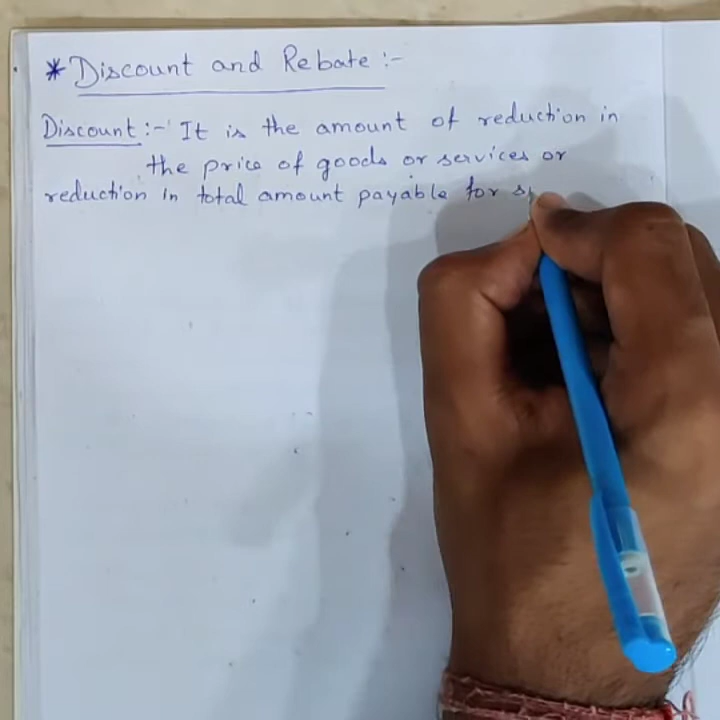 * Discount and Rebate :-
Discount :- It is the amount of reduction in
the price of goods or services or
reduction in total amount payable for